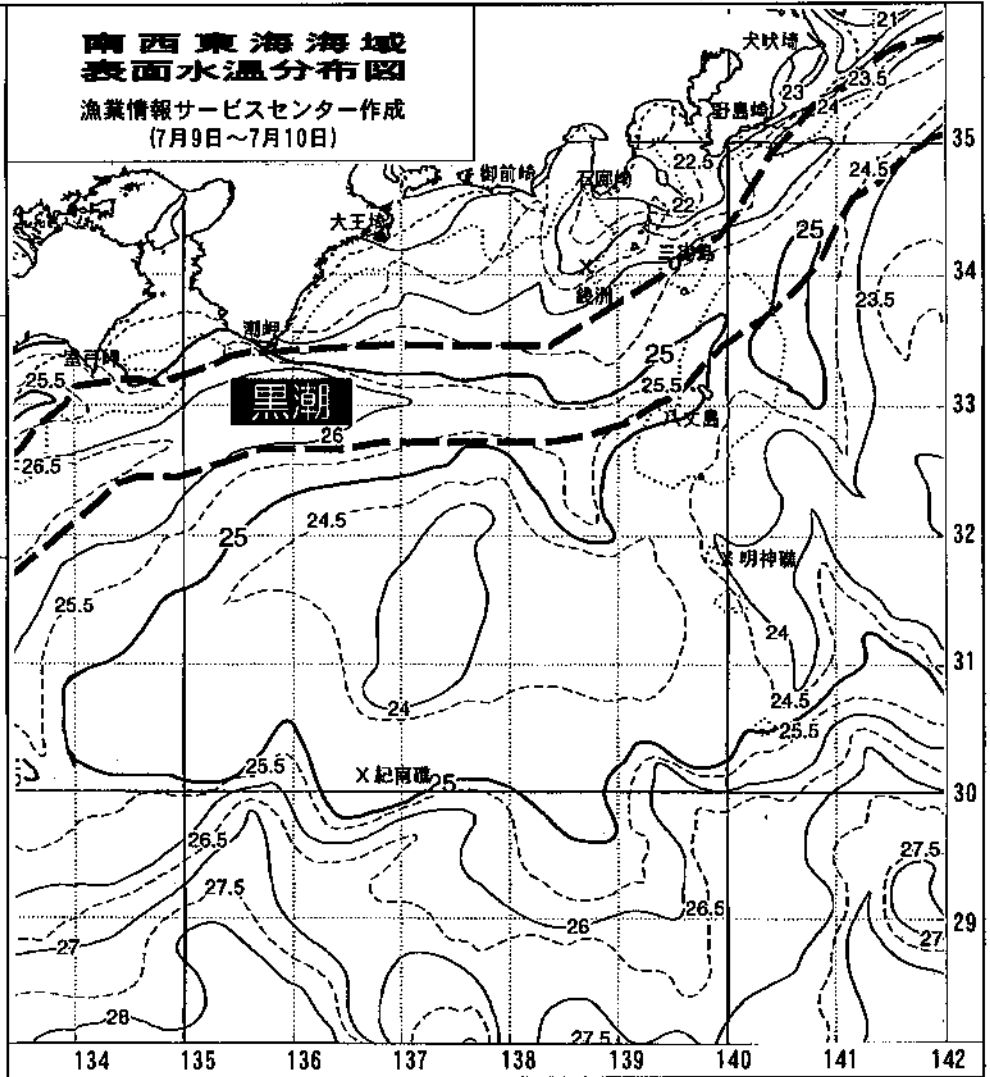 南西東海海域
表面水温分布図
漁業情報サービスセンター作成
(7月9日～7月10日)
犬吠埼
21
23
23.5
24
野島崎
35
22.5
御前崎
石廊崎
24.5
22
大王埼
25
三宅島
34
銭洲
23.5
潮岬
室戸岬
25
25.5
25.5
黒潮
33
八丈島
26
26.5
24.5
25
32
明神礁
25.5
24
31
24
24.5
25.5
25.5
X 紀南礁
25
30
26.5
27.5
27.5
26.5
26
29
27
27
28
27.5
134
135
136
137
138
139
140
141
142